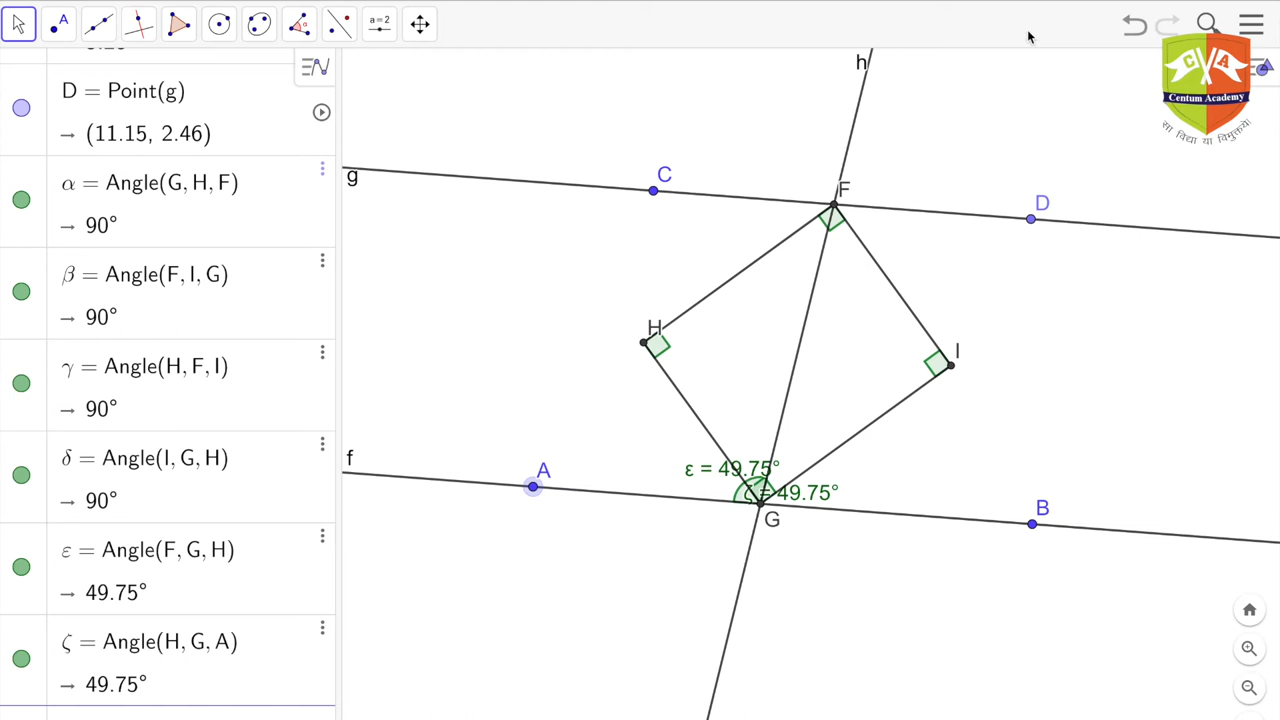 A
α
a=2
D = Point(g)
→ (11.15, 2.46)
α = Angle(G, H, F)
→ 90°
β = Angle(F, I, G)
→ 90°
γ = Angle(H, F, I)
→ 90°
δ = Angle(I, G, H)
→ 90°
ε = Angle(F, G, H)
→ 49.75°
ζ = Angle(H, G, A)
→ 49.75°
h
g
C
F
D
H
I
f
A
ε = 49.75°
ζ = 49.75°
G
B
C A
Centum Academy
सा विद्या या विमुक्तये।